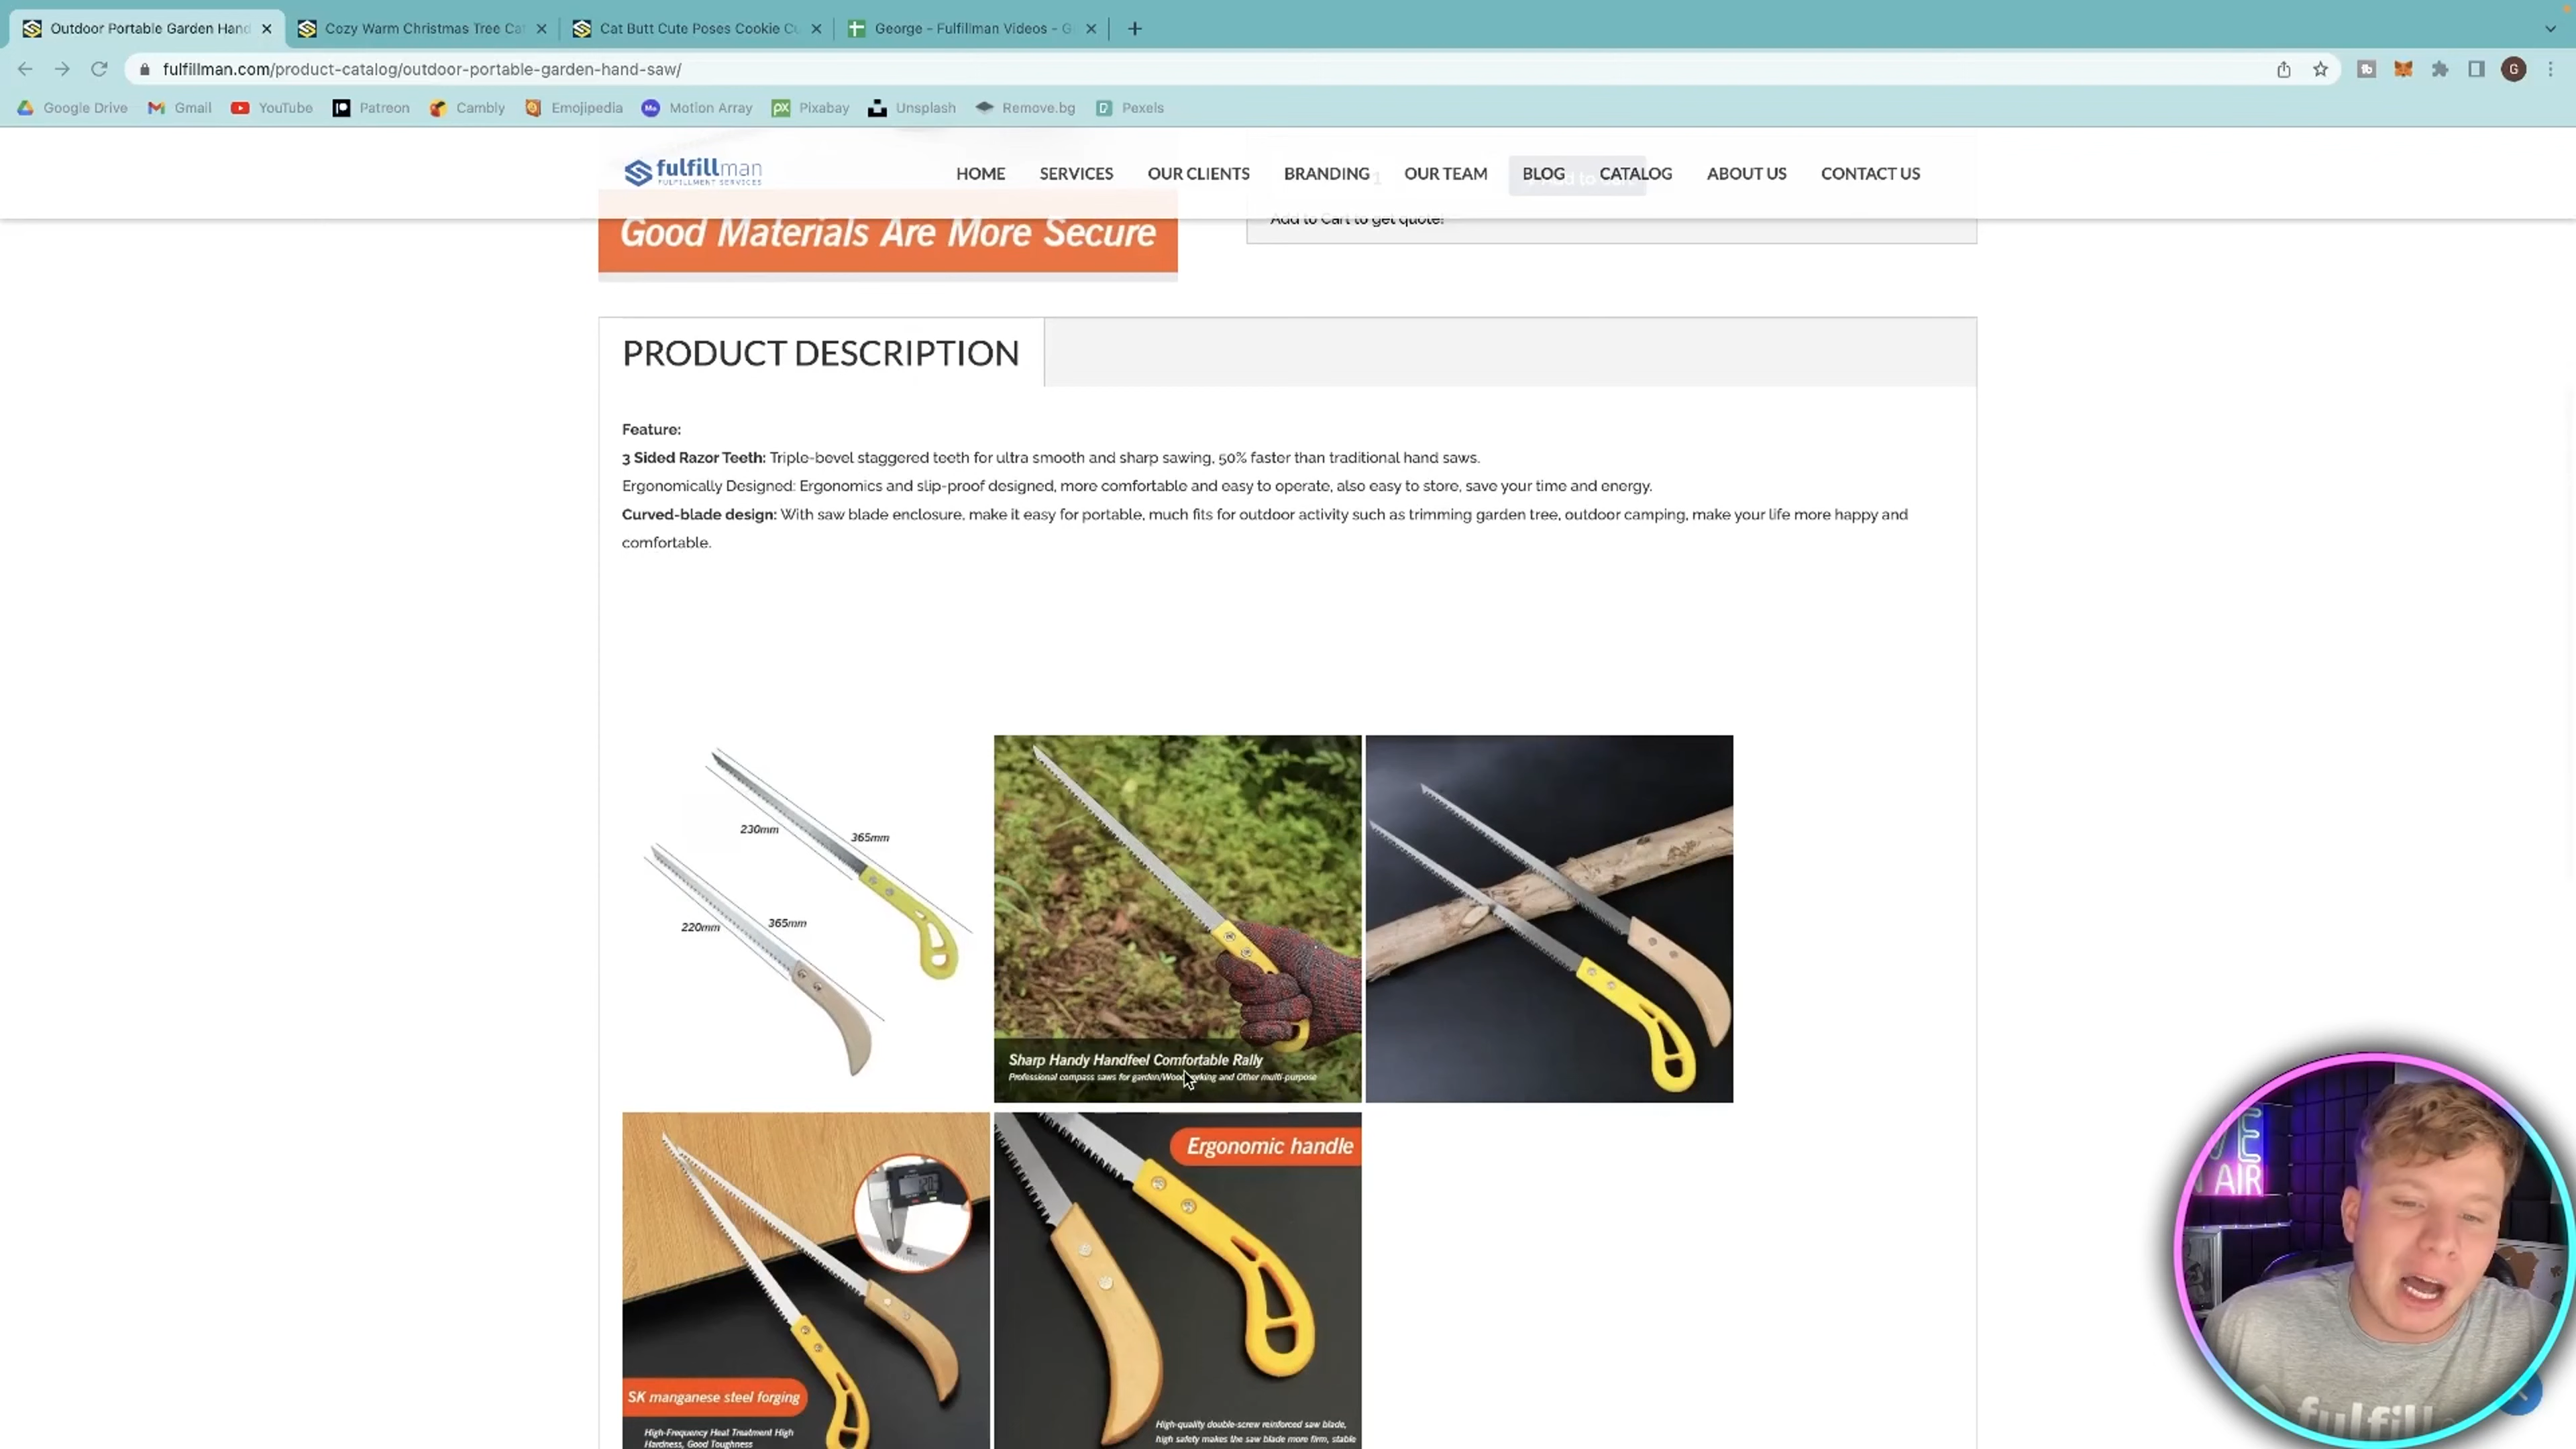 Outdoor Portable Garden Hand
Cozy Warm Christmas Tree Cat
Cat Butt Cute Poses Cookie Cu
George - Fulfillman Videos - G
fulfillman.com/product-catalog/outdoor-portable-garden-hand-saw/
G
Google Drive
Gmail
YouTube
Patreon
Cambly
Emojipedia
Motion Array
Pixabay
Unsplash
Remove.bg
Pexels
fulfillman
FULFILLMENT SERVICES
HOME
SERVICES
OUR CLIENTS
BRANDING
OUR TEAM
BLOG
CATALOG
ABOUT US
CONTACT US
Good Materials Are More Secure
Add to Cart to get quote!
PRODUCT DESCRIPTION
Feature:
3 Sided Razor Teeth: Triple-bevel staggered teeth for ultra smooth and sharp sawing, 50% faster than traditional hand saws.
Ergonomically Designed: Ergonomics and slip-proof designed, more comfortable and easy to operate, also easy to store, save your time and energy.
Curved-blade design: With saw blade enclosure, make it easy for portable, much fits for outdoor activity such as trimming garden tree, outdoor camping, make your life more happy and
comfortable.
230mm
365mm
220mm
365mm
Sharp Handy Handfeel Comfortable Rally
Professional compass saws for garden/Woodworking and Other multi-purpose
SK manganese steel forging
High-Frequency Heat Treatment High
Hardness, Good Toughness
Ergonomic handle
High-quality double-screw reinforced saw blade,
high safety makes the saw blade more firm, stable
AIR